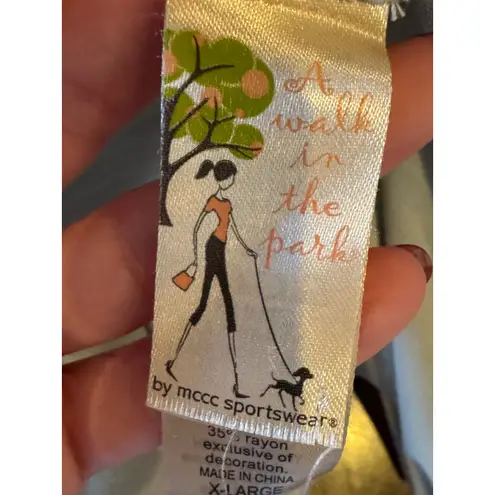 A
walk
in
the
park
by mccc sportswear®
35% rayon
exclusive of
decoration.
MADE IN CHINA
X-LARGE